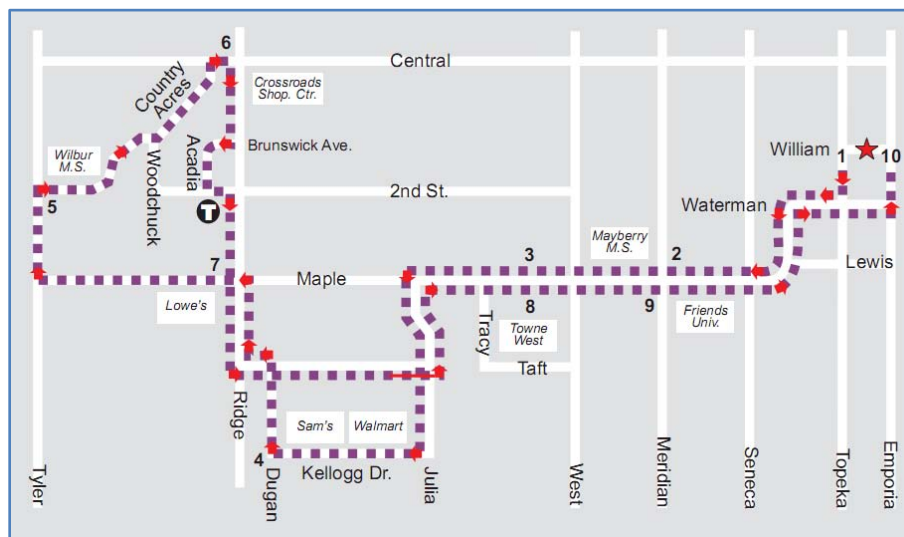 6
Central
Country
Acres
Crossroads
Shop. Ctr.
Wilbur
M.S.
Woodchuck
Acadia
Brunswick Ave.
William
1
10
5
2nd St.
Waterman
T
7
Maple
3
Mayberry
M.S.
2
Lewis
Lowe's
8
9
Tracy
Towne
West
Friends
Univ.
Taft
Ridge
Sam's
Walmart
4
Kellogg Dr.
Tyler
Dugan
Julia
West
Meridian
Seneca
Topeka
Emporia